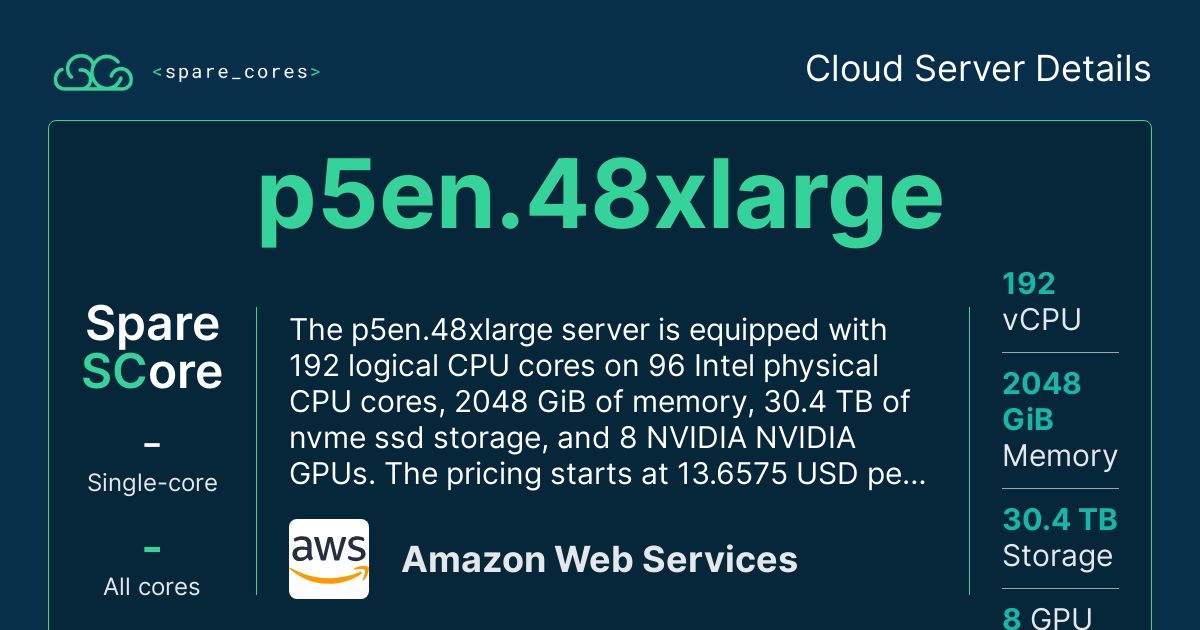 <spare_cores>
Cloud Server Details
p5en.48xlarge
Spare
SCore
-
Single-core
-
All cores
The p5en.48xlarge server is equipped with
192 logical CPU cores on 96 Intel physical
CPU cores, 2048 GiB of memory, 30.4 TB of
nvme ssd storage, and 8 NVIDIA NVIDIA
GPUs. The pricing starts at 13.6575 USD pe...
aws
Amazon Web Services
192
vCPU
2048
GiB
Memory
30.4 TB
Storage
8 GPU